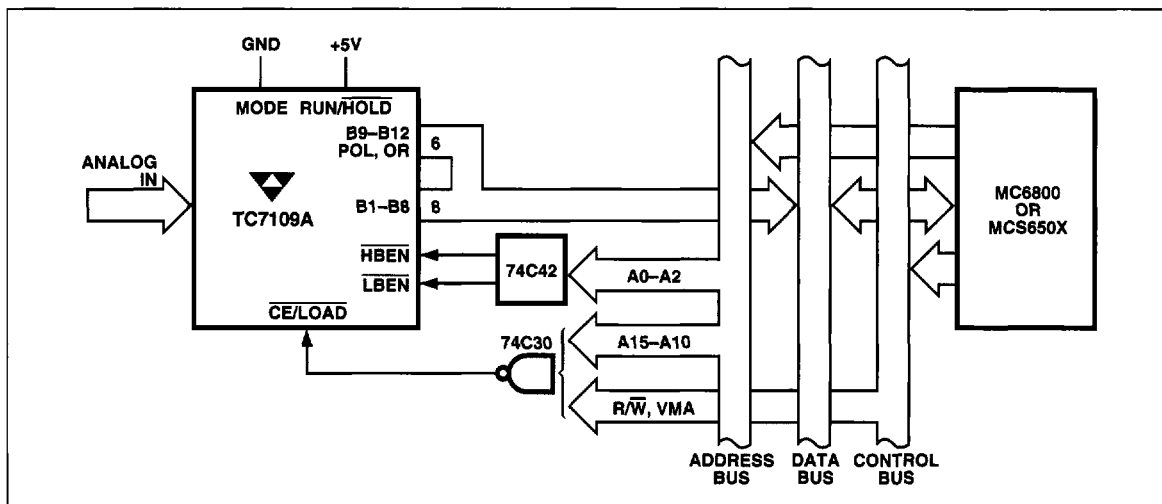 GND +5V
MODE RUN/HOLD
B9–B12
POL, OR 6
ANALOG
IN
TC7109A
B1–B8 8
HBEN
LBEN
CE/LOAD
74C42
A0–A2
74C30
A15–A10
R/W, VMA
MC6800
OR
MCS650X
ADDRESS
BUS
DATA
BUS
CONTROL
BUS